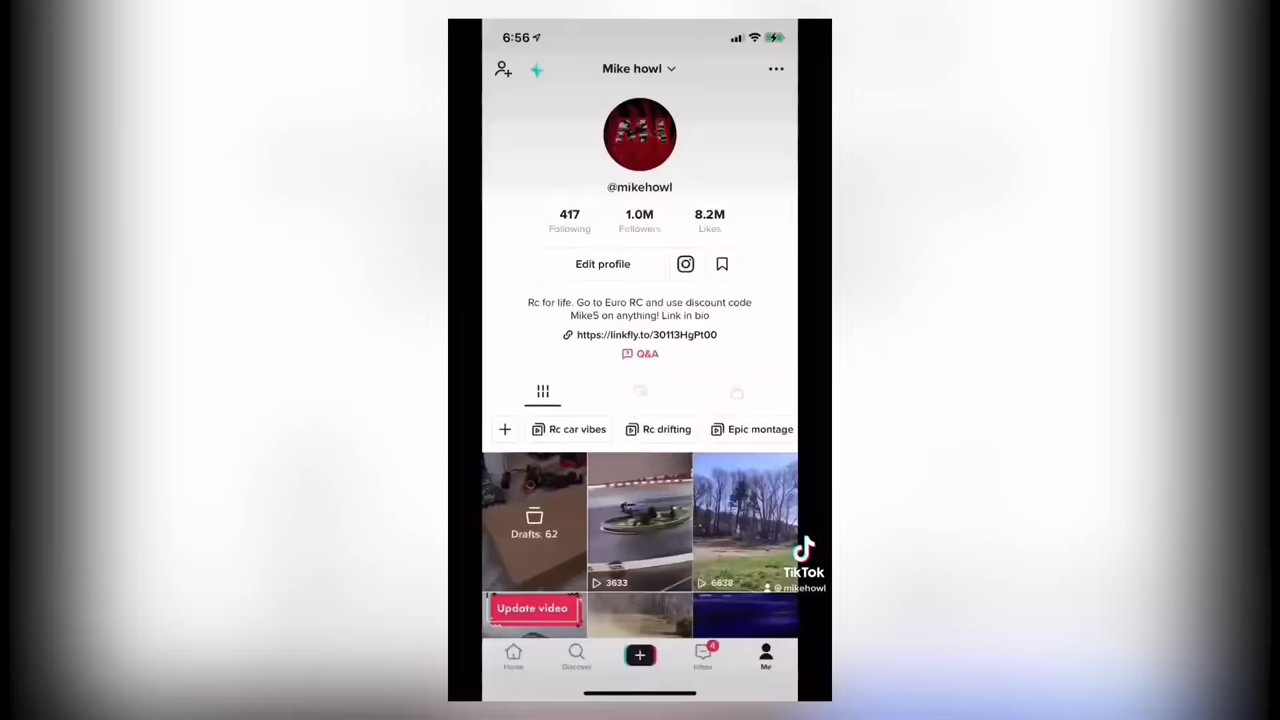 6:56
Mike howl
@mikehowl
417 1.0M 8.2M
Following Followers Likes
Edit profile
Rc for life. Go to Euro RC and use discount code
Mike5 on anything! Link in bio
https://linkfly.to/30113HgPt00
Q&A
Rc car vibes Rc drifting Epic montage
Drafts: 62
3633 6638
TikTok
@mikehowl
Update video
4
Home Discover Inbox Me